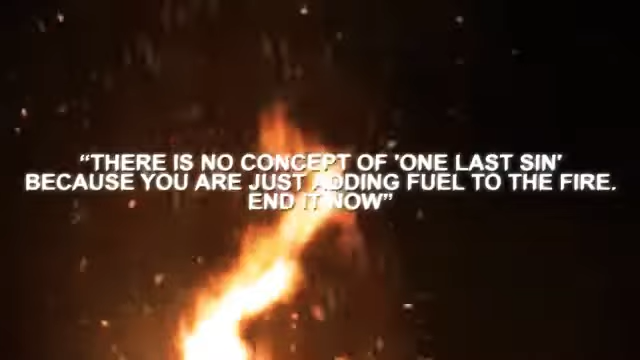 “THERE IS NO CONCEPT OF 'ONE LAST SIN'
BECAUSE YOU ARE JUST ADDING FUEL TO THE FIRE.
END IT NOW”